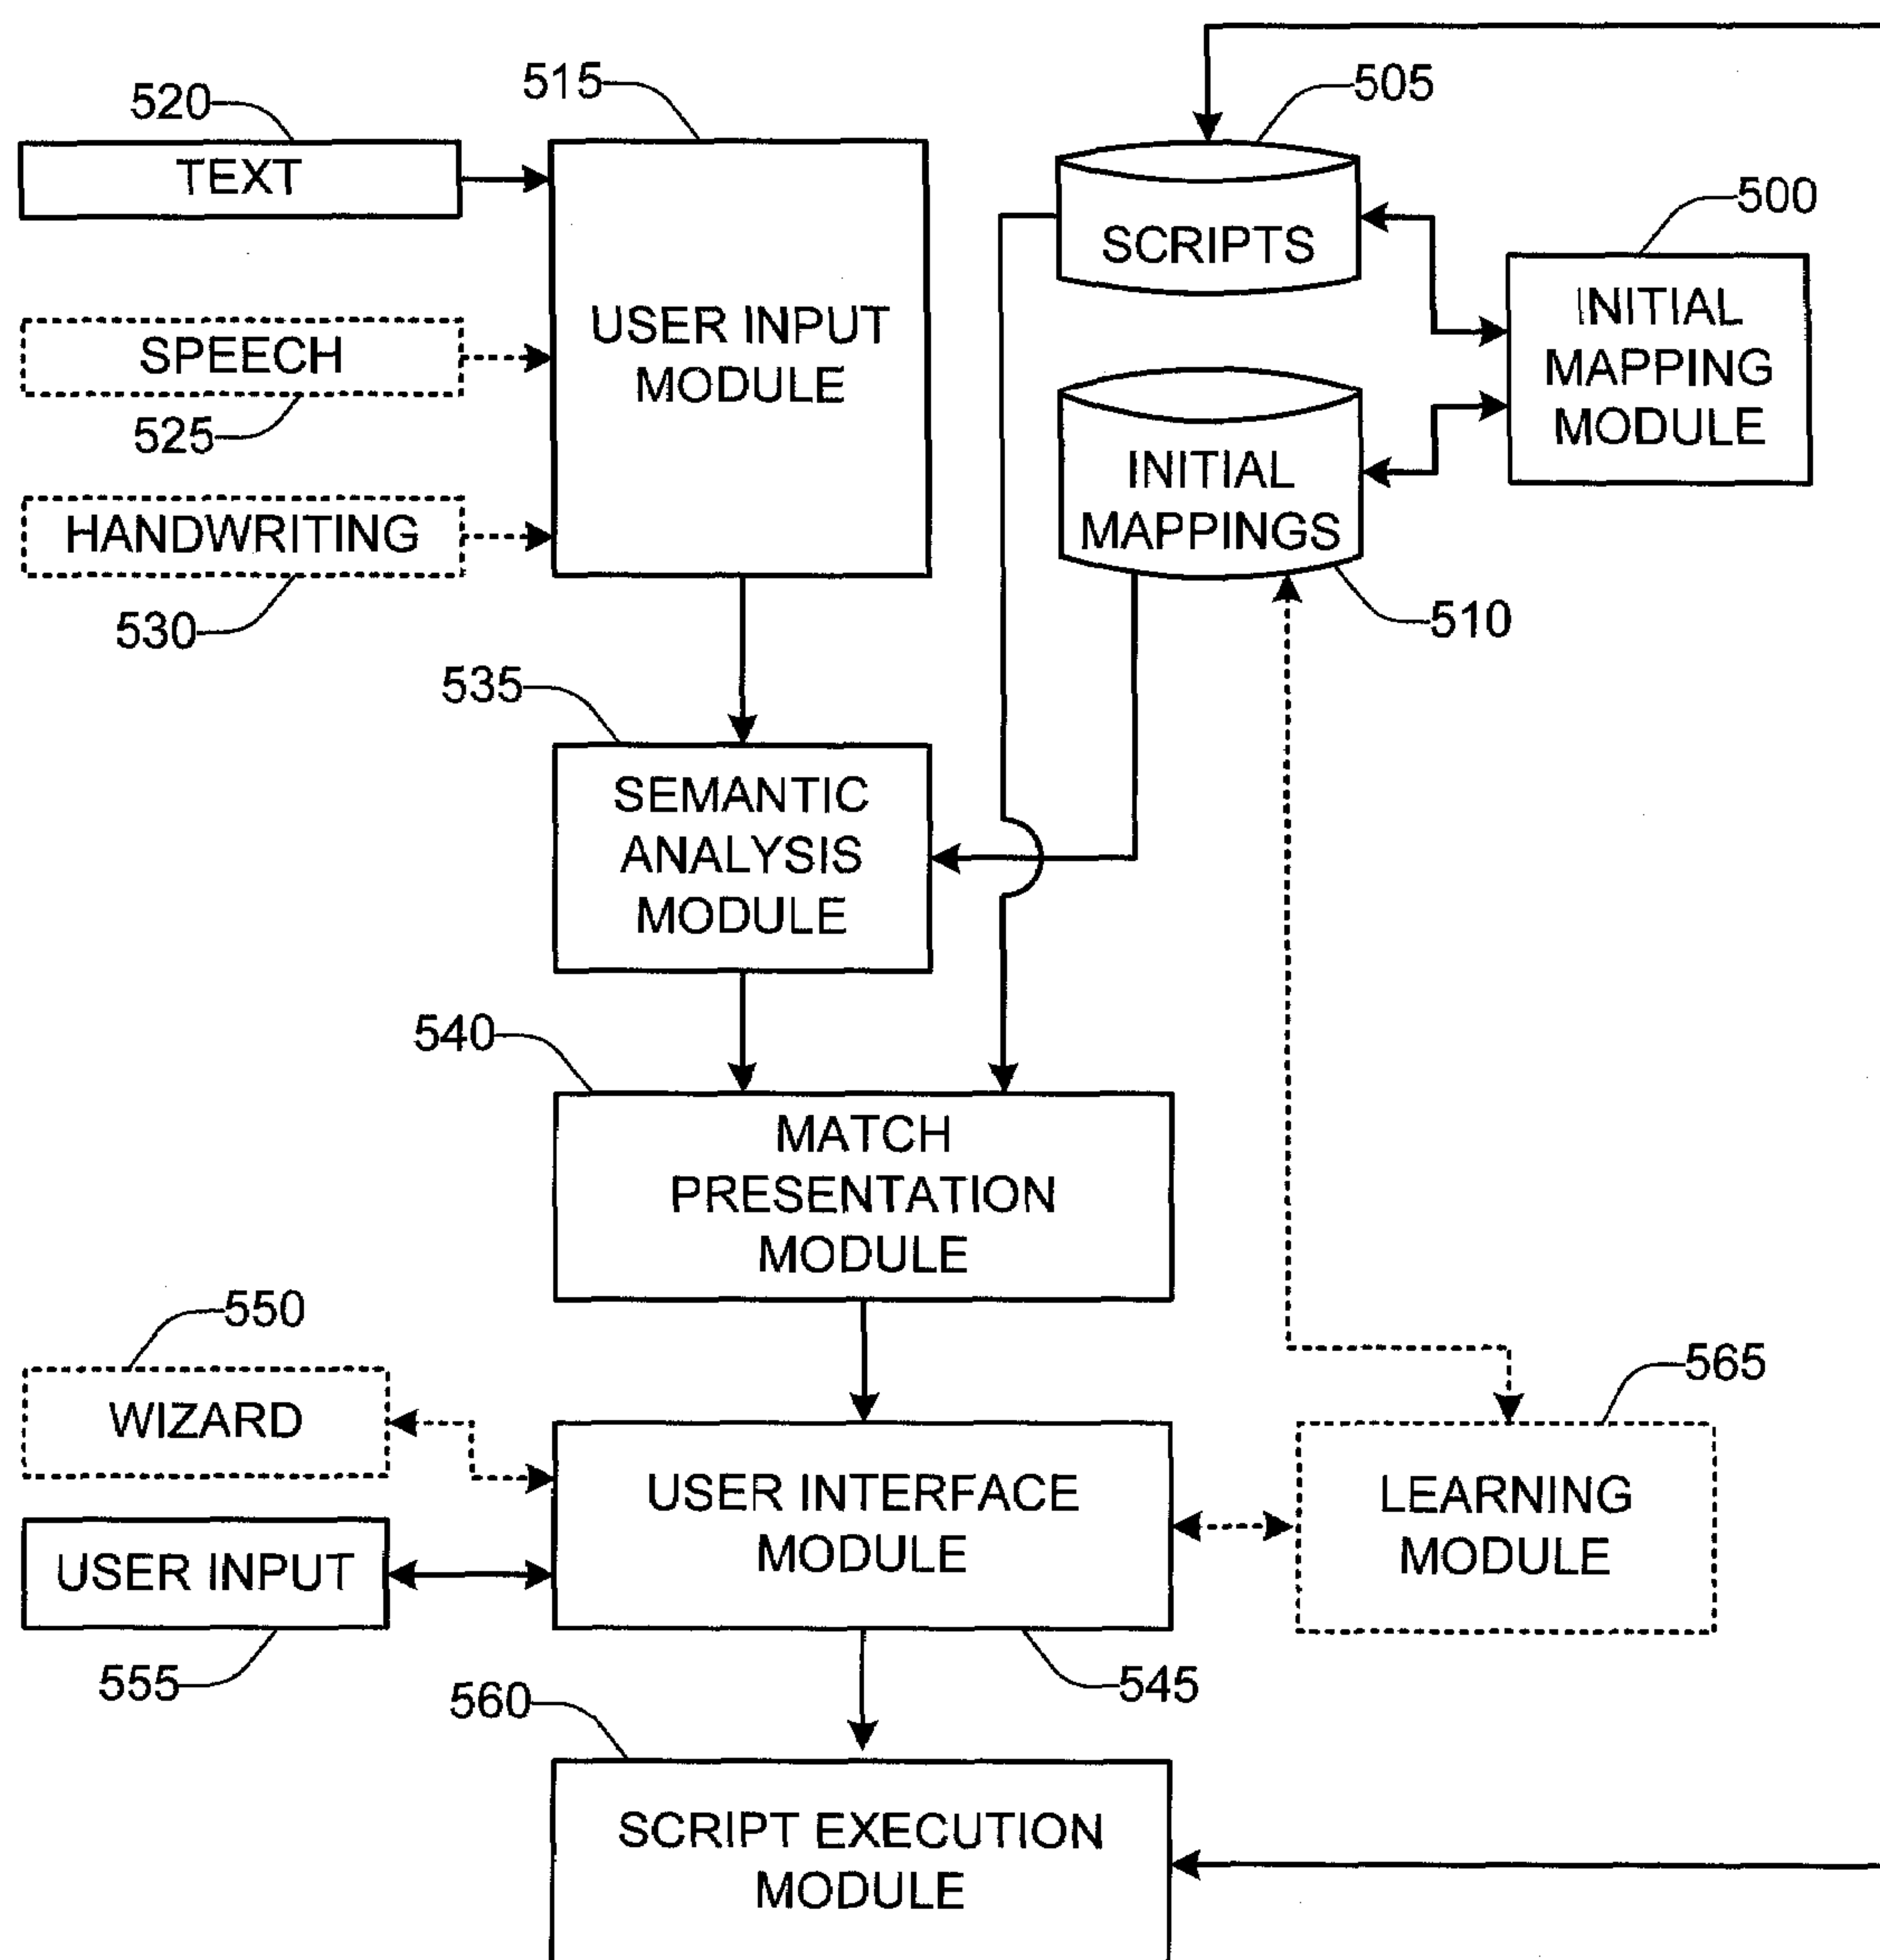 520
TEXT
SPEECH
525
HANDWRITING
530
515
USER INPUT
MODULE
505
SCRIPTS
500
INITIAL
MAPPING
MODULE
INITIAL
MAPPINGS
510
535
SEMANTIC
ANALYSIS
MODULE
540
MATCH
PRESENTATION
MODULE
550
WIZARD
USER INPUT
555
USER INTERFACE
MODULE
545
565
LEARNING
MODULE
560
SCRIPT EXECUTION
MODULE